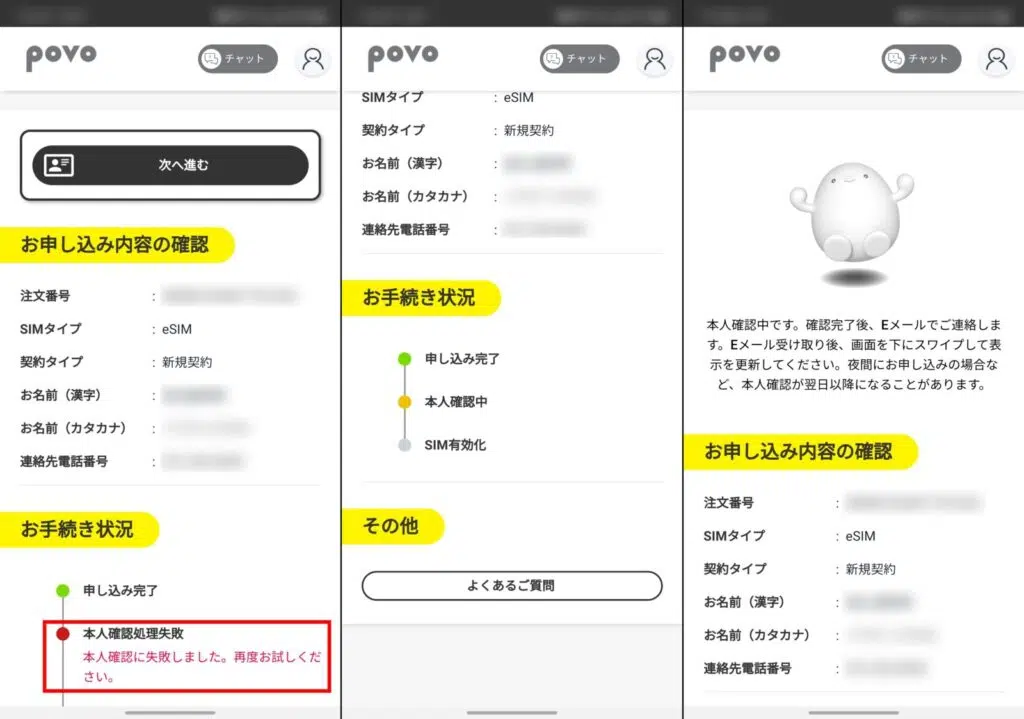 povo
チャット
次へ進む
お申し込み内容の確認
注文番号 :
SIMタイプ : eSIM
契約タイプ : 新規契約
お名前（漢字） :
お名前（カタカナ） :
連絡先電話番号 :
お手続き状況
申し込み完了
本人確認処理失敗
本人確認に失敗しました。再度お試しくだ
さい。
povo
チャット
SIMタイプ : eSIM
契約タイプ : 新規契約
お名前（漢字） :
お名前（カタカナ） :
連絡先電話番号 :
お手続き状況
申し込み完了
本人確認中
SIM有効化
その他
よくあるご質問
povo
チャット
本人確認中です。確認完了後、Eメールでご連絡しま
す。Eメール受け取り後、画面を下にスワイプして表
示を更新してください。夜間にお申し込みの場合な
ど、本人確認が翌日以降になることがあります。
お申し込み内容の確認
注文番号 :
SIMタイプ : eSIM
契約タイプ : 新規契約
お名前（漢字） :
お名前（カタカナ） :
連絡先電話番号 :